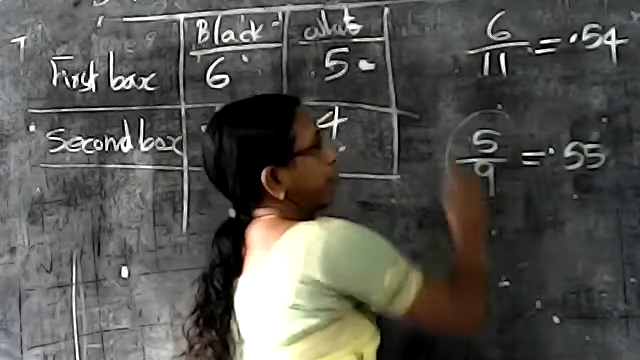 Black White
First box 6 5
Second box 4
6/11 = .54
5/9 = .55